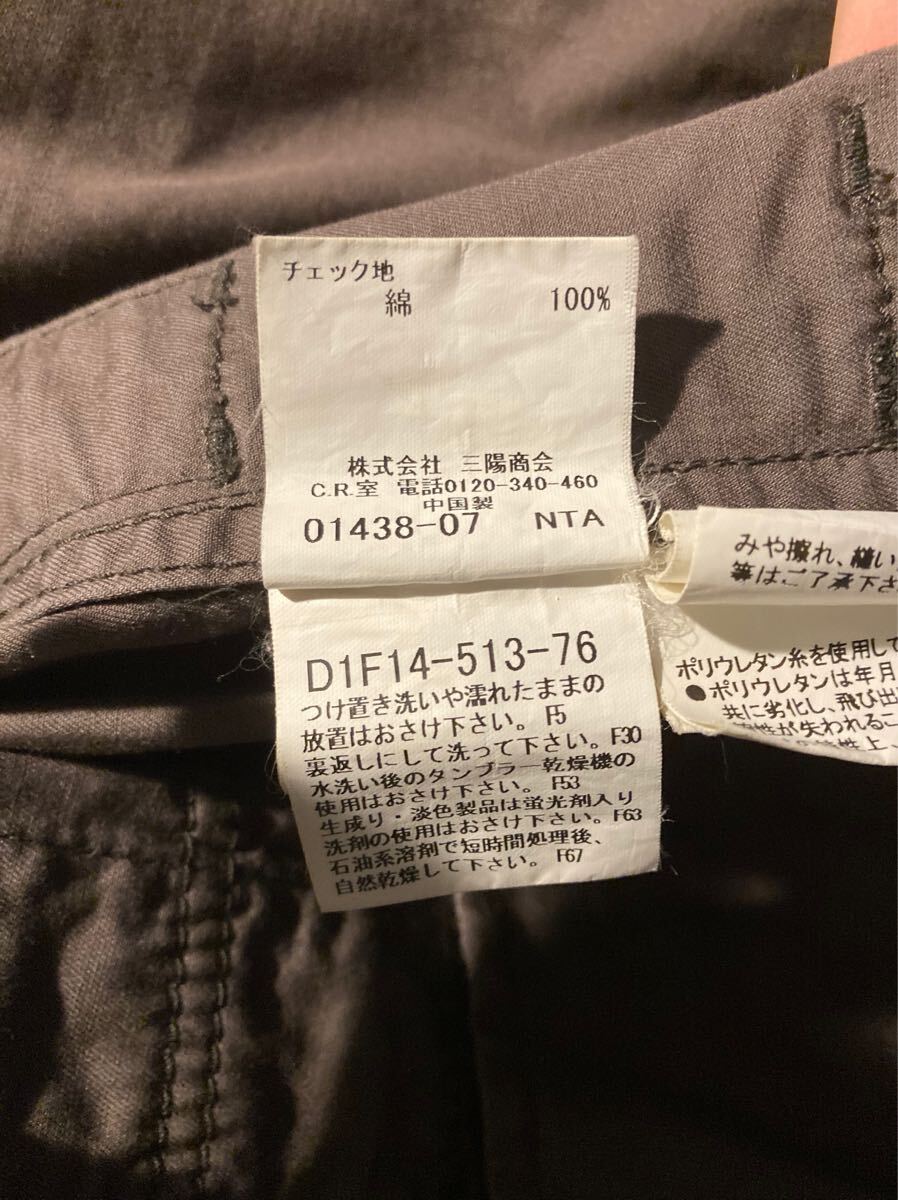 チェック地
綿 100%
株式会社 三陽商会
C.R.室 電話0120-340-460
中国製
01438-07 NTA
D1F14-513-76
つけ置き洗いや濡れたままの
放置はおさけ下さい。 F5
裏返しにして洗って下さい。F30
水洗い後のタンブラー乾燥機の
使用はおさけ下さい。 F53
生成り・淡色製品は蛍光剤入り
洗剤の使用はおさけ下さい。F63
石油系溶剤で短時間処理後、
自然乾燥して下さい。 F67
みや擦れ、縫い
等はご了承下さ
ポリウレタン糸を使用して
●ポリウレタンは年月
共に劣化し、飛び出
が失われるこ